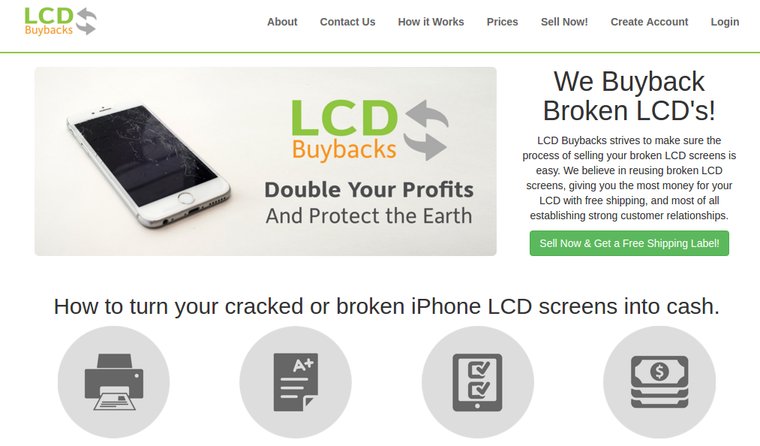 LCD
Buybacks
About Contact Us How it Works Prices Sell Now! Create Account Login
LCD
Buybacks
Double Your Profits
And Protect the Earth
We Buyback
Broken LCD's!
LCD Buybacks strives to make sure the
process of selling your broken LCD screens is
easy. We believe in reusing broken LCD
screens, giving you the most money for your
LCD with free shipping, and most of all
establishing strong customer relationships.
Sell Now & Get a Free Shipping Label!
How to turn your cracked or broken iPhone LCD screens into cash.
A+
$